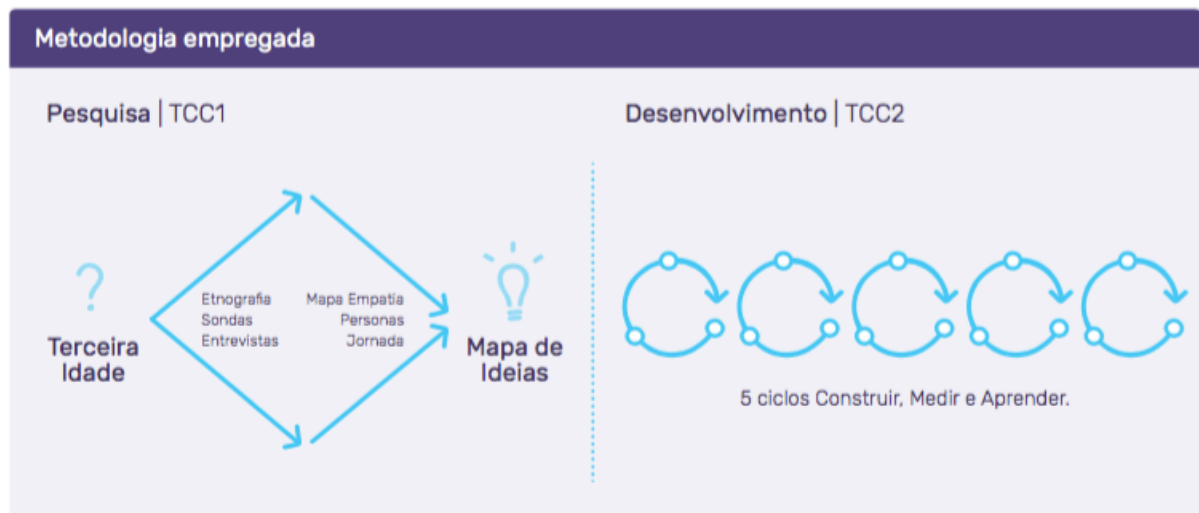 Metodologia empregada
Pesquisa | TCC1
?
Terceira
Idade
Etnografia
Sondas
Entrevistas
Mapa Empatia
Personas
Jornada
Mapa de
Ideias
Desenvolvimento | TCC2
5 ciclos Construir, Medir e Aprender.